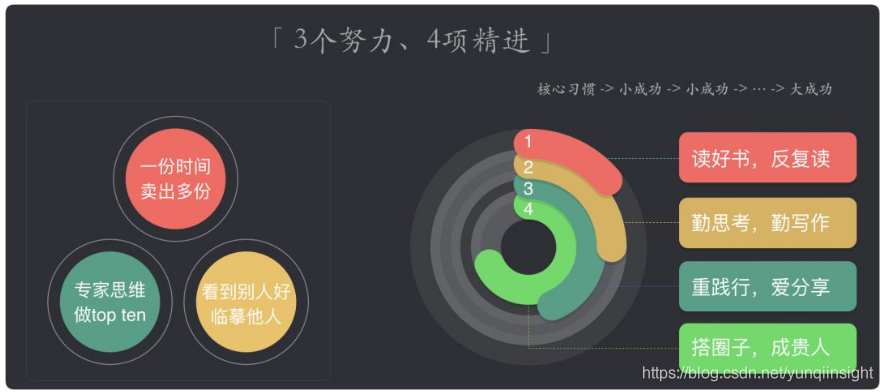 「 3个努力、4项精进 」
核心习惯 -> 小成功 -> 小成功 -> ··· -> 大成功
一份时间
卖出多份
专家思维
做top ten
看到别人好
临摹他人
1
2
3
4
读好书，反复读
勤思考，勤写作
重践行，爱分享
搭圈子，成贵人
https://blog.csdn.net/yunqiinsight